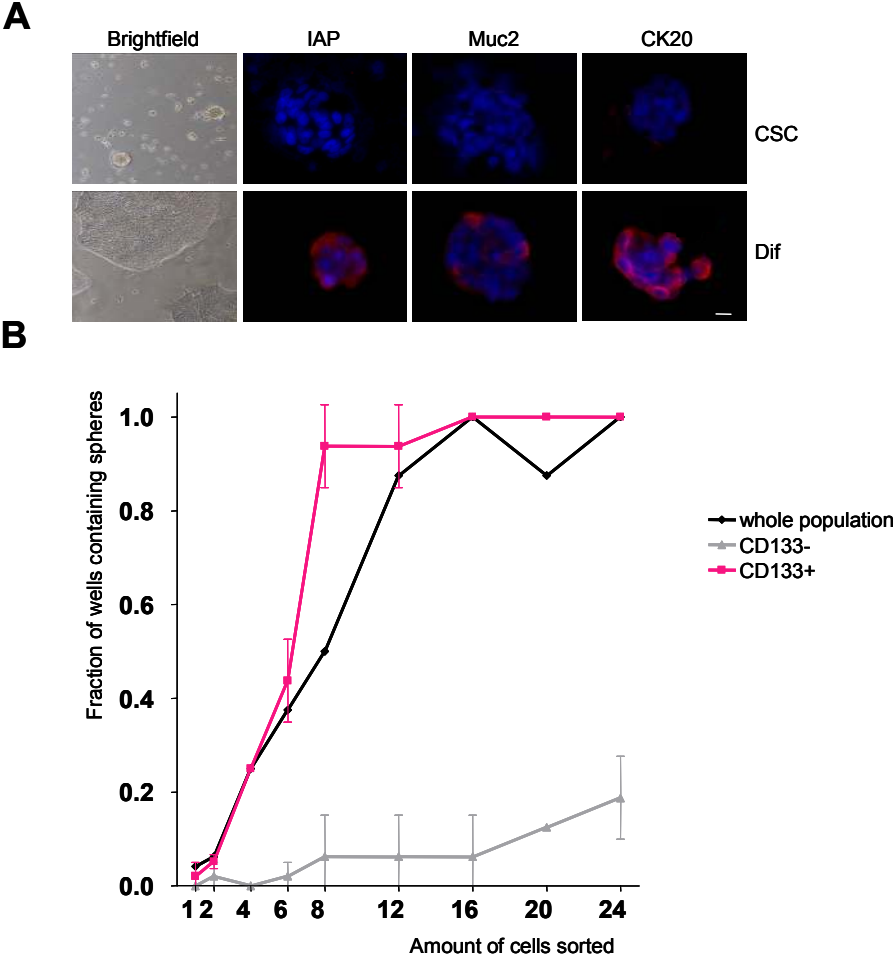 A
Brightfield IAP Muc2 CK20
CSC
Dif
B
Fraction of wells containing spheres
1.0
0.8
0.6
0.4
0.2
0.0
1 2 4 6 8 12 16 20 24
Amount of cells sorted
whole population
CD133-
CD133+